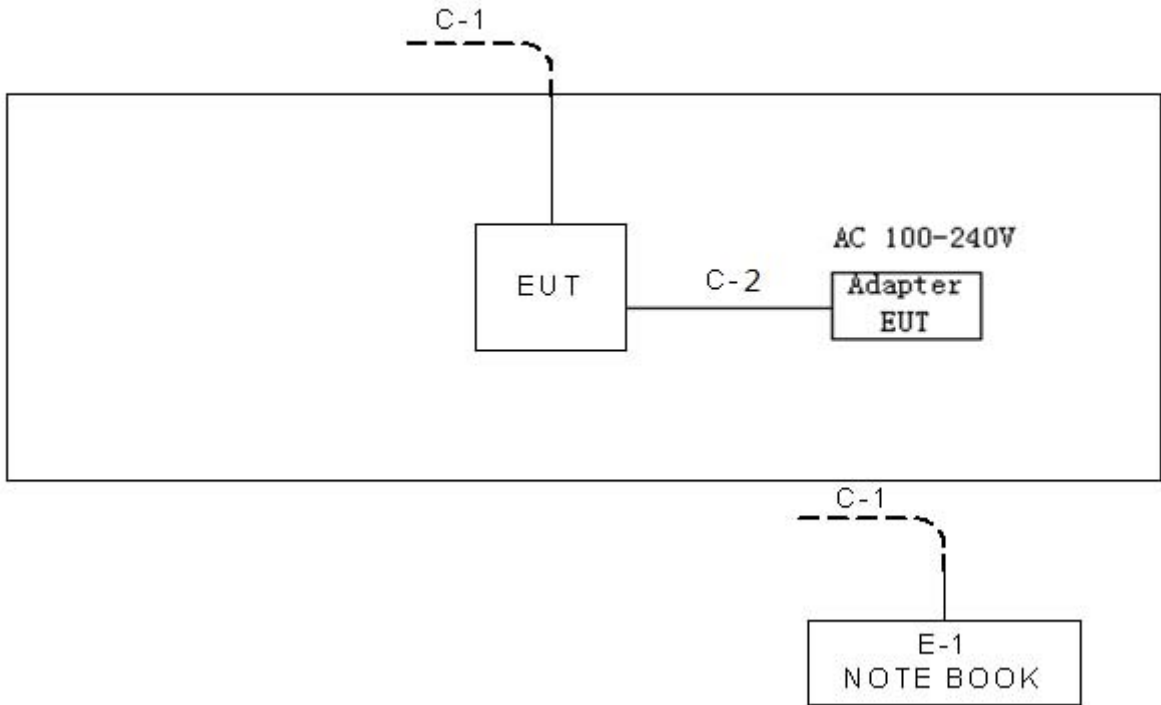 C-1
AC 100-240V
EUT
C-2
Adapter
EUT
C-1
E-1
NOTE BOOK